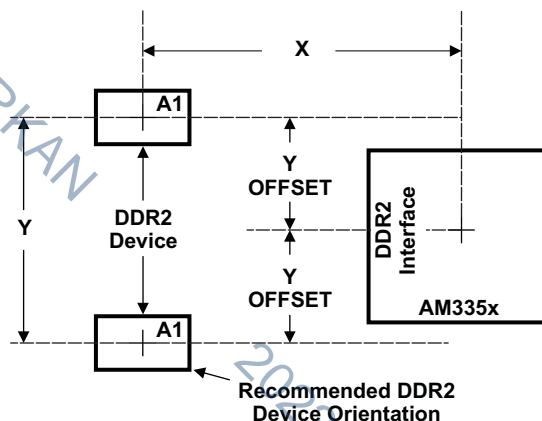 X
A1
Y
OFFSET
Y
DDR2
Device
DDR2
Interface
Y
OFFSET
A1
AM335x
Recommended DDR2
Device Orientation